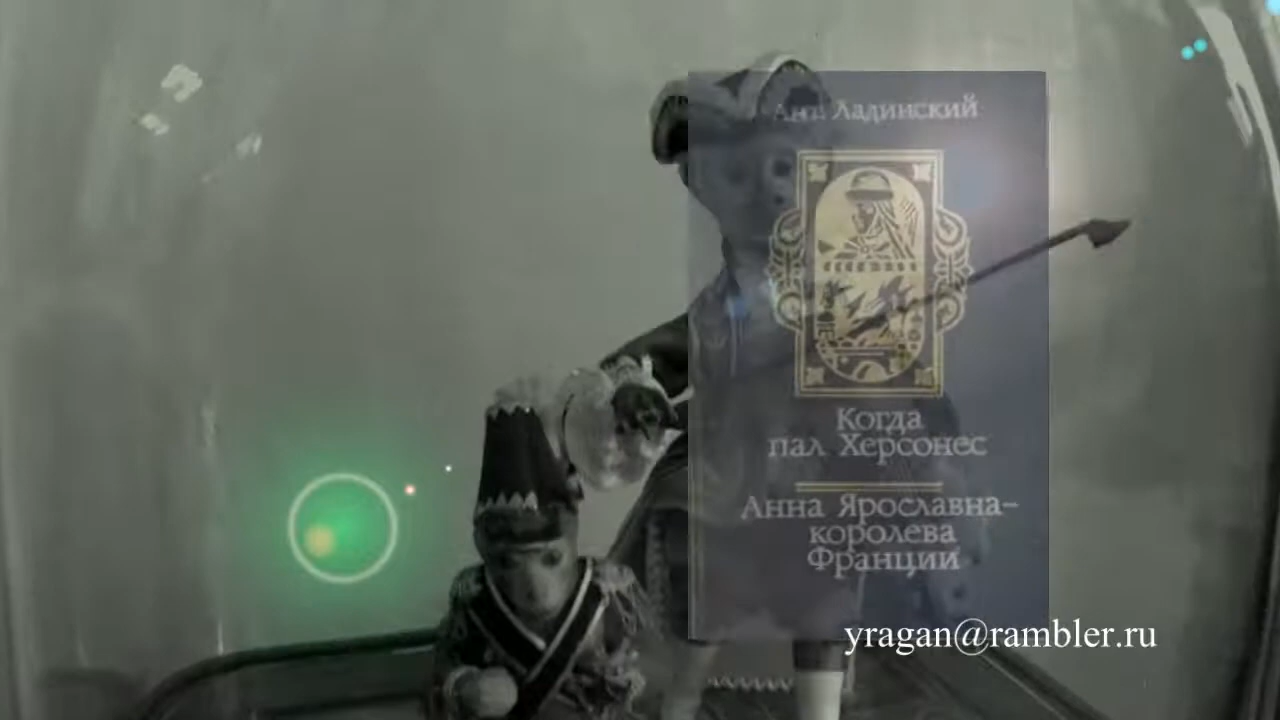 Ант. Ладинский
Когда
пал Херсонес
Анна Ярославна-
королева
Франции
yragan@rambler.ru